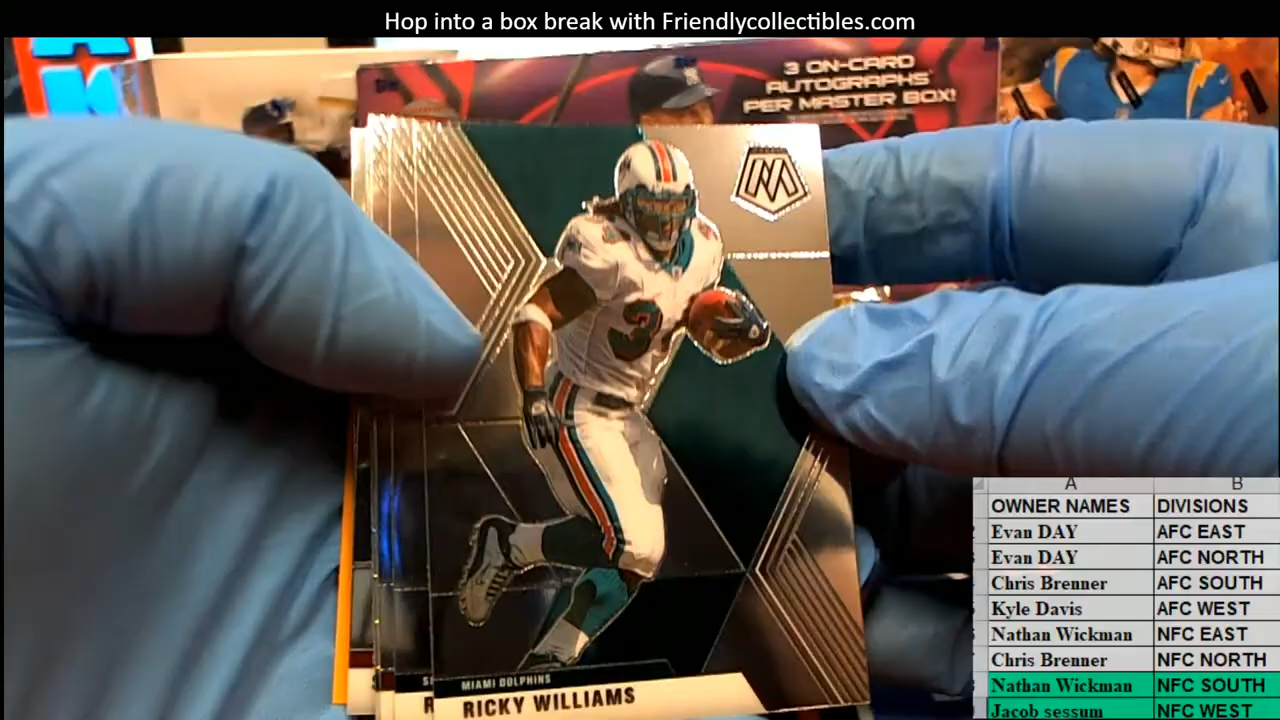 Hop into a box break with Friendlycollectibles.com
3 ON-CARD
AUTOGRAPHS
PER MASTER BOX!
MIAMI DOLPHINS
RICKY WILLIAMS
A B
OWNER NAMES DIVISIONS
Evan DAY AFC EAST
Evan DAY AFC NORTH
Chris Brenner AFC SOUTH
Kyle Davis AFC WEST
Nathan Wickman NFC EAST
Chris Brenner NFC NORTH
Nathan Wickman NFC SOUTH
Jacob sessum NFC WEST